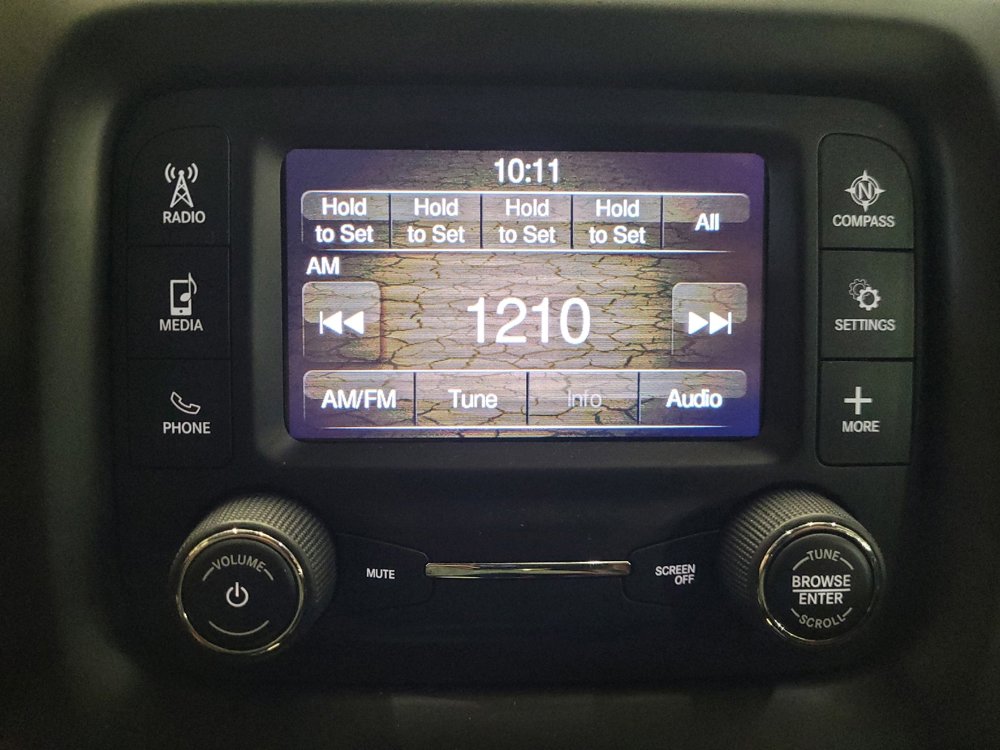 10:11
Hold to Set
Hold to Set
Hold to Set
Hold to Set
All
AM
1210
AM/FM
Tune
Info
Audio
RADIO
MEDIA
PHONE
N
COMPASS
SETTINGS
MORE
VOLUME
MUTE
SCREEN
OFF
TUNE
BROWSE
ENTER
SCROLL